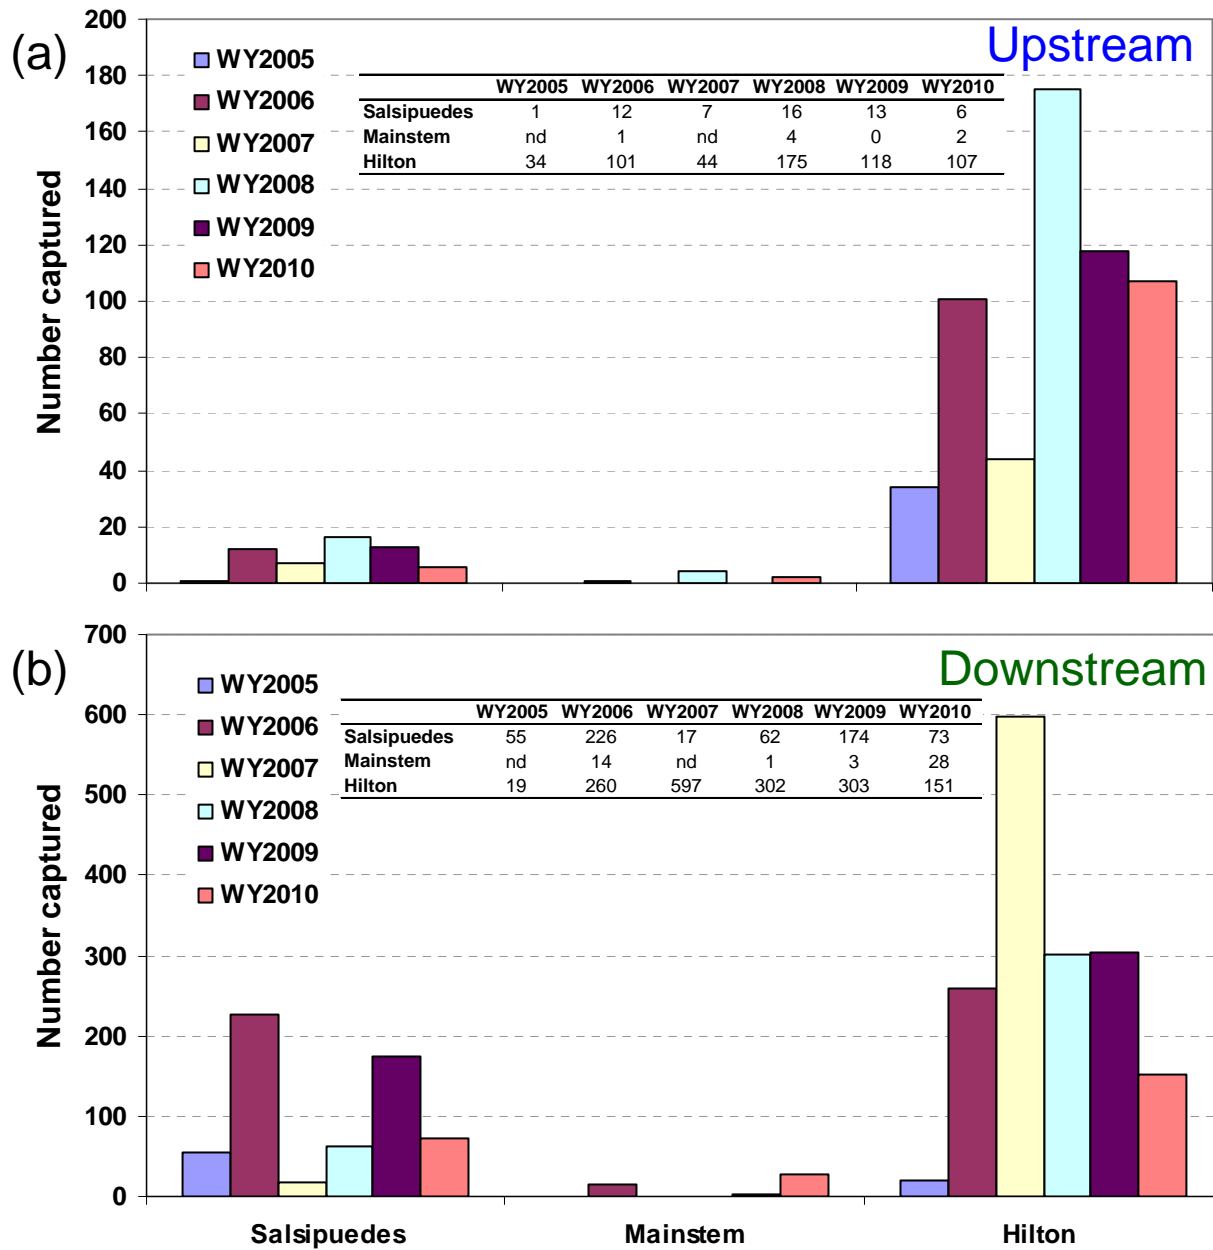 (a)
Upstream
Number captured
200
180
160
140
120
100
80
60
40
20
0
WY2005
WY2006
WY2007
WY2008
WY2009
WY2010
WY2005 WY2006 WY2007 WY2008 WY2009 WY2010
Salsipuedes 1 12 7 16 13 6
Mainstem nd 1 nd 4 0 2
Hilton 34 101 44 175 118 107
(b)
Downstream
Number captured
700
600
500
400
300
200
100
0
WY2005
WY2006
WY2007
WY2008
WY2009
WY2010
WY2005 WY2006 WY2007 WY2008 WY2009 WY2010
Salsipuedes 55 226 17 62 174 73
Mainstem nd 14 nd 1 3 28
Hilton 19 260 597 302 303 151
Salsipuedes Mainstem Hilton